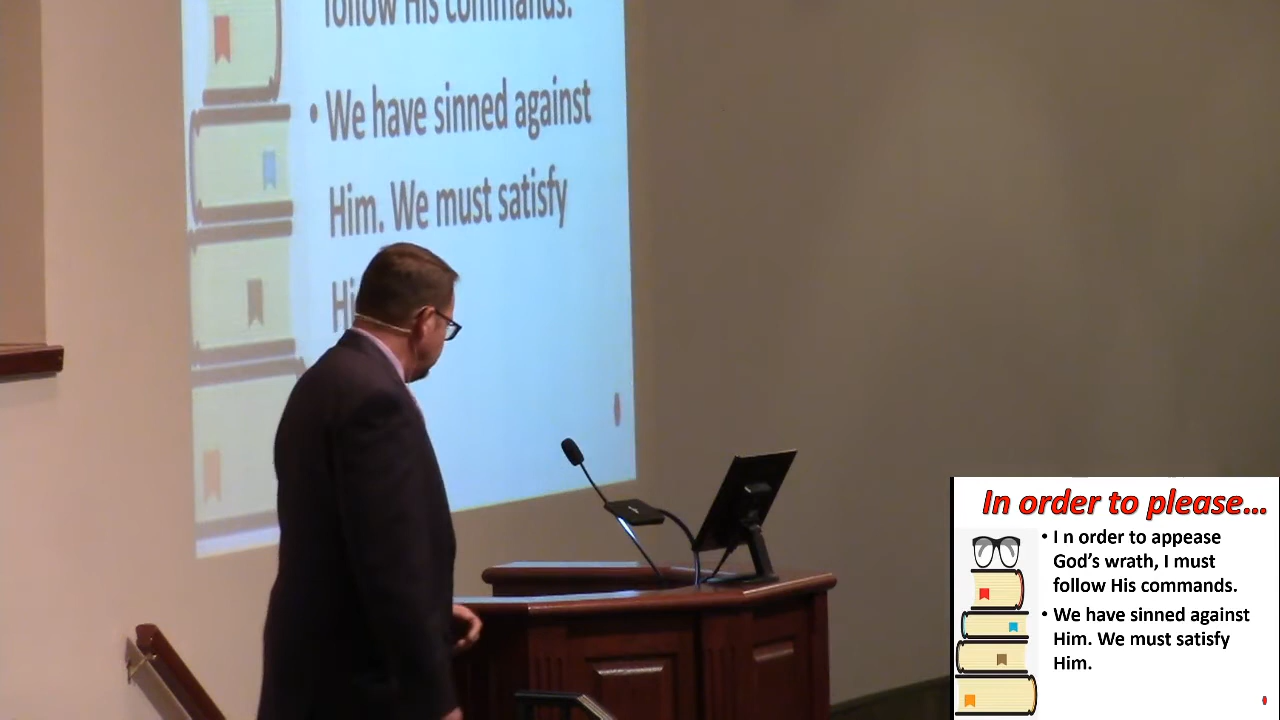 follow His commands.
• We have sinned against
Him. We must satisfy
Hi
In order to please...
• I n order to appease
God's wrath, I must
follow His commands.
• We have sinned against
Him. We must satisfy
Him.